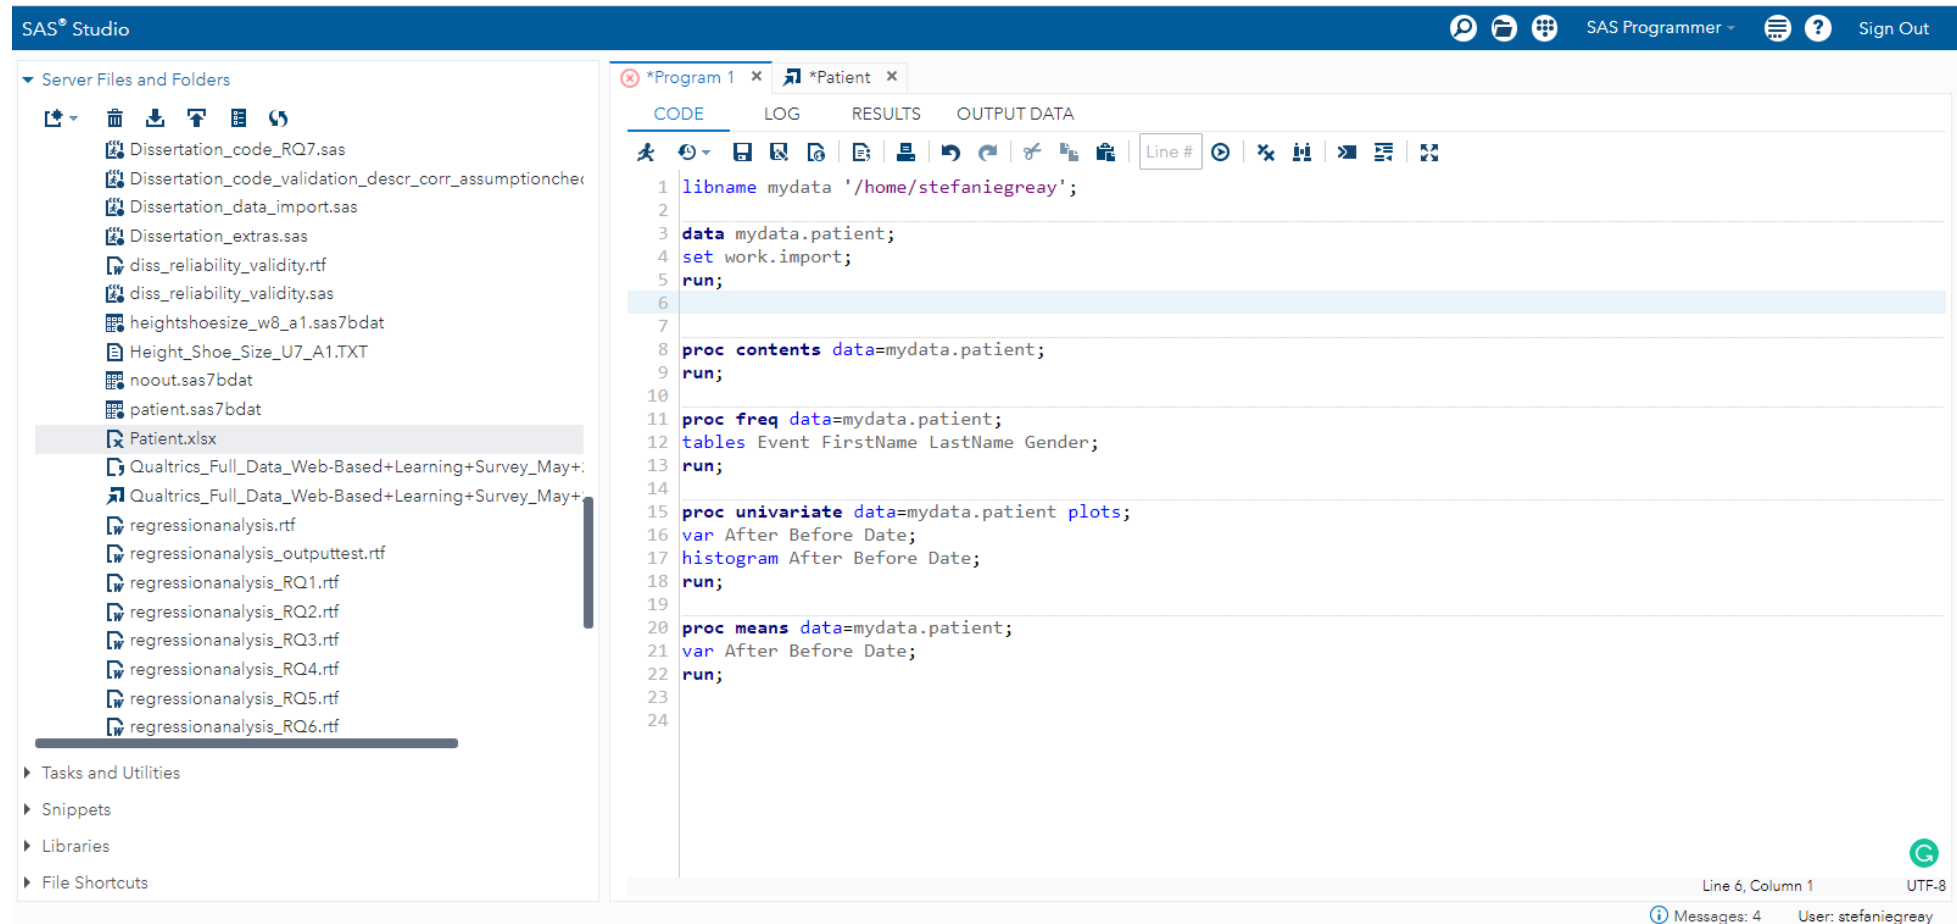 SAS® Studio
SAS Programmer
Sign Out
Server Files and Folders
Dissertation_code_RQ7.sas
Dissertation_code_validation_descr_corr_assumptionche
Dissertation_data_import.sas
Dissertation_extras.sas
diss_reliability_validity.rtf
diss_reliability_validity.sas
heightshoesize_w8_a1.sas7bdat
Height_Shoe_Size_U7_A1.TXT
noout.sas7bdat
patient.sas7bdat
Patient.xlsx
Qualtrics_Full_Data_Web-Based+Learning+Survey_May+
Qualtrics_Full_Data_Web-Based+Learning+Survey_May+
regressionanalysis.rtf
regressionanalysis_outputtest.rtf
regressionanalysis_RQ1.rtf
regressionanalysis_RQ2.rtf
regressionanalysis_RQ3.rtf
regressionanalysis_RQ4.rtf
regressionanalysis_RQ5.rtf
regressionanalysis_RQ6.rtf
Tasks and Utilities
Snippets
Libraries
File Shortcuts
*Program 1
*Patient
CODE LOG RESULTS OUTPUT DATA
Line #
1 libname mydata '/home/stefaniegreay';
2
3 data mydata.patient;
4 set work.import;
5 run;
6
7
8 proc contents data=mydata.patient;
9 run;
10
11 proc freq data=mydata.patient;
12 tables Event FirstName LastName Gender;
13 run;
14
15 proc univariate data=mydata.patient plots;
16 var After Before Date;
17 histogram After Before Date;
18 run;
19
20 proc means data=mydata.patient;
21 var After Before Date;
22 run;
23
24
Line 6, Column 1
UTF-8
Messages: 4
User: stefaniegreay